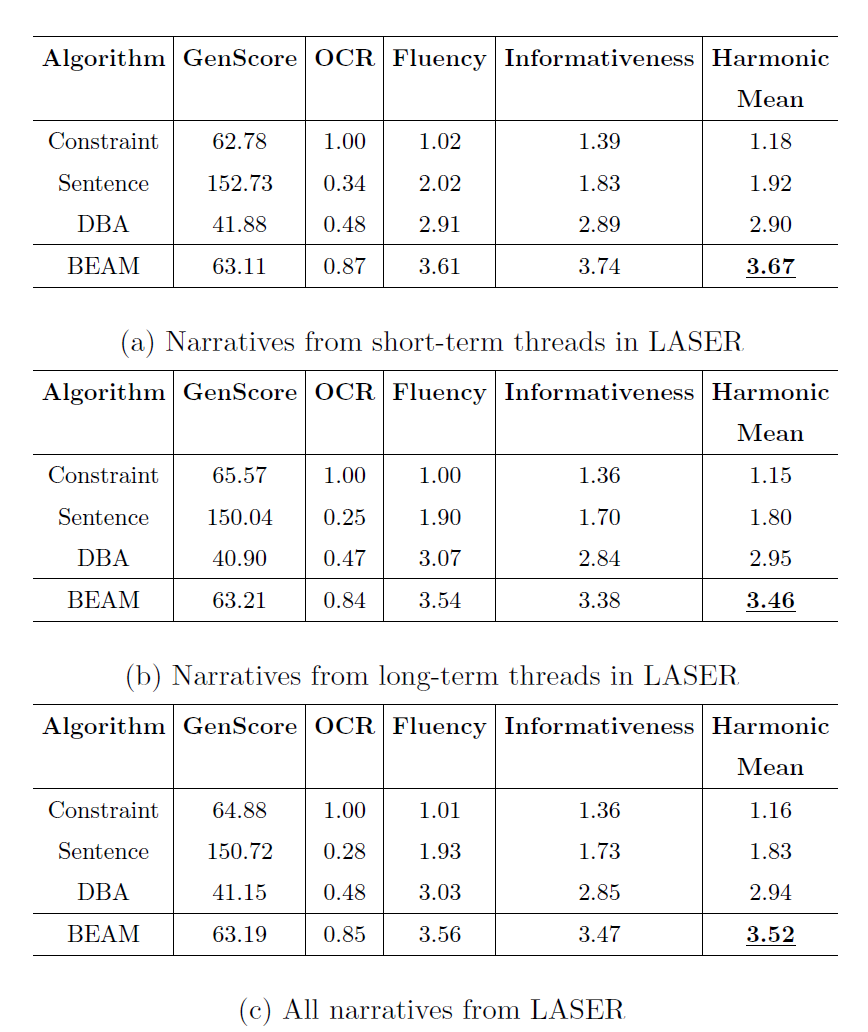 Algorithm GenScore OCR Fluency Informativeness Harmonic
Mean
Constraint 62.78 1.00 1.02 1.39 1.18
Sentence 152.73 0.34 2.02 1.83 1.92
DBA 41.88 0.48 2.91 2.89 2.90
BEAM 63.11 0.87 3.61 3.74 3.67
(a) Narratives from short-term threads in LASER
Algorithm GenScore OCR Fluency Informativeness Harmonic
Mean
Constraint 65.57 1.00 1.00 1.36 1.15
Sentence 150.04 0.25 1.90 1.70 1.80
DBA 40.90 0.47 3.07 2.84 2.95
BEAM 63.21 0.84 3.54 3.38 3.46
(b) Narratives from long-term threads in LASER
Algorithm GenScore OCR Fluency Informativeness Harmonic
Mean
Constraint 64.88 1.00 1.01 1.36 1.16
Sentence 150.72 0.28 1.93 1.73 1.83
DBA 41.15 0.48 3.03 2.85 2.94
BEAM 63.19 0.85 3.56 3.47 3.52
(c) All narratives from LASER